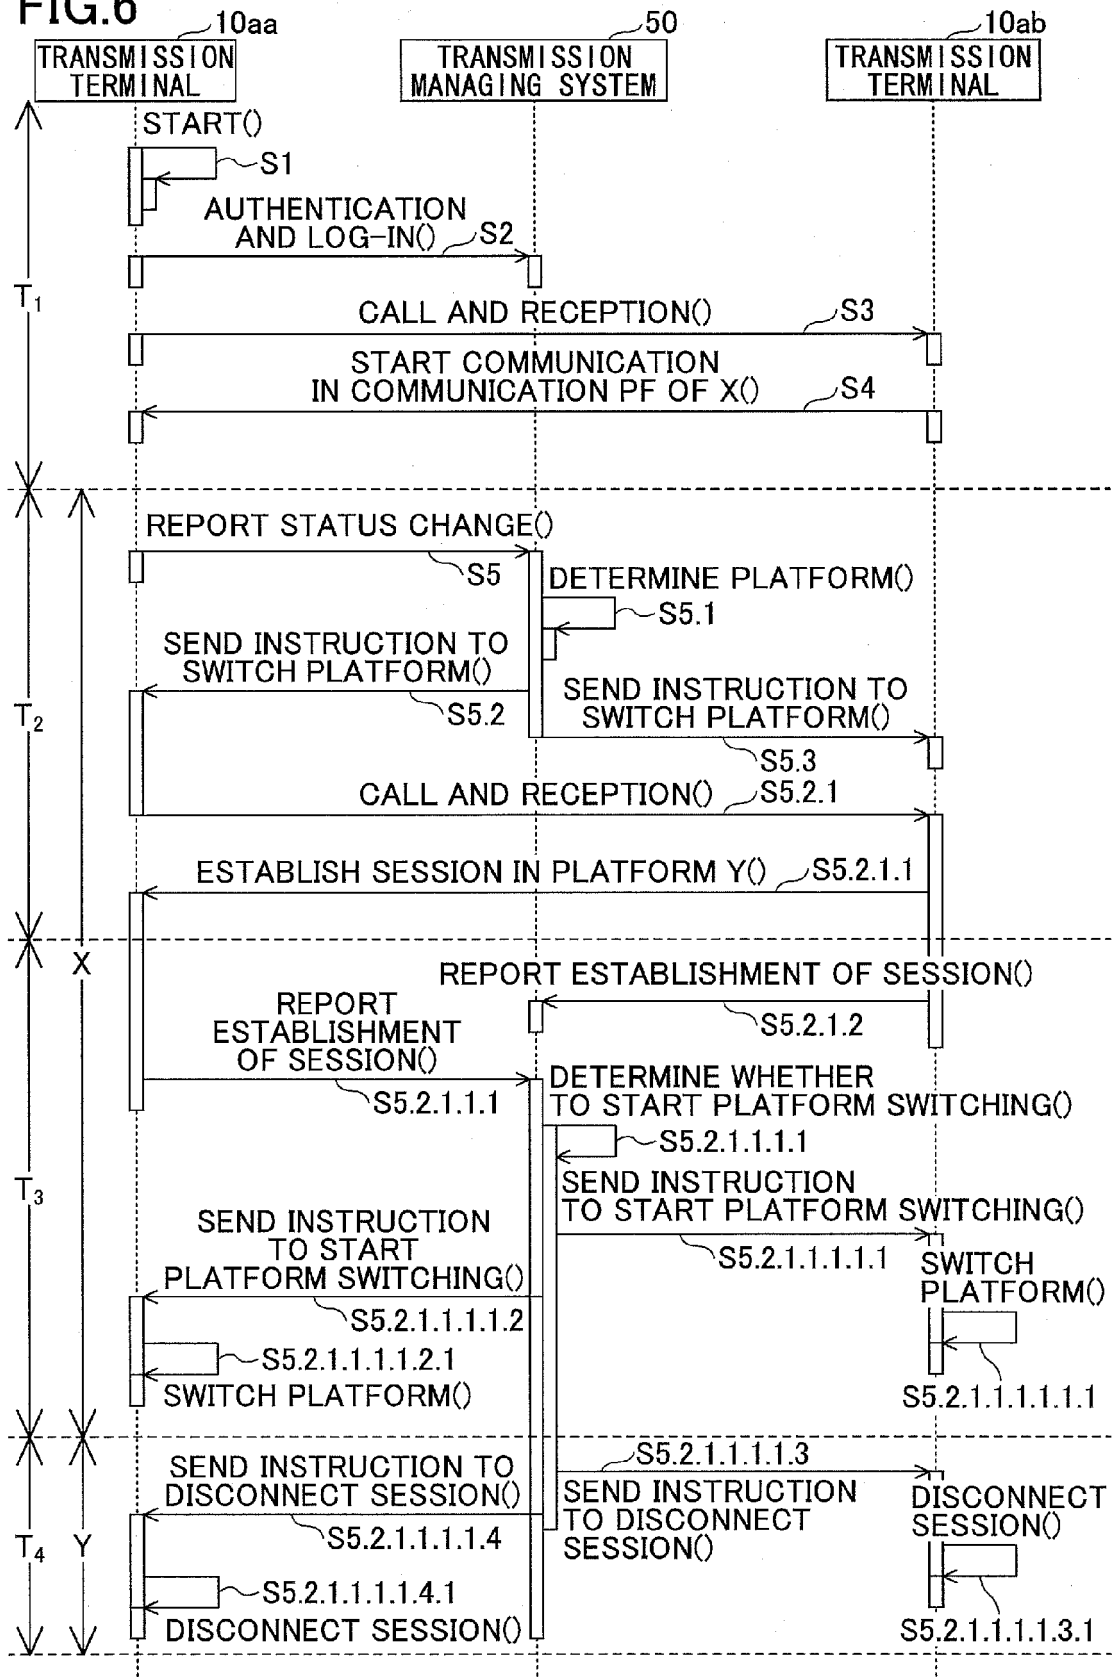 FIG.6
10aa
50
10ab
TRANSMISSION
TERMINAL
TRANSMISSION
MANAGING SYSTEM
TRANSMISSION
TERMINAL
START()
S1
AUTHENTICATION
AND LOG-IN()
S2
T1
CALL AND RECEPTION()
S3
START COMMUNICATION
IN COMMUNICATION PF OF X()
S4
REPORT STATUS CHANGE()
S5
DETERMINE PLATFORM()
S5.1
SEND INSTRUCTION TO
SWITCH PLATFORM()
S5.2
SEND INSTRUCTION TO
SWITCH PLATFORM()
S5.3
T2
CALL AND RECEPTION()
S5.2.1
ESTABLISH SESSION IN PLATFORM Y()
S5.2.1.1
X
REPORT ESTABLISHMENT OF SESSION()
S5.2.1.2
REPORT
ESTABLISHMENT
OF SESSION()
S5.2.1.1.1
DETERMINE WHETHER
TO START PLATFORM SWITCHING()
S5.2.1.1.1.1
T3
SEND INSTRUCTION
TO START PLATFORM SWITCHING()
S5.2.1.1.1.1.1
SEND INSTRUCTION
TO START
PLATFORM SWITCHING()
S5.2.1.1.1.1.2
SWITCH
PLATFORM()
S5.2.1.1.1.1.1.1
S5.2.1.1.1.1.2.1
SWITCH PLATFORM()
S5.2.1.1.1.1.3
SEND INSTRUCTION TO
DISCONNECT SESSION()
S5.2.1.1.1.1.4
SEND INSTRUCTION
TO DISCONNECT
SESSION()
DISCONNECT
SESSION()
T4
Y
S5.2.1.1.1.1.4.1
DISCONNECT SESSION()
S5.2.1.1.1.1.3.1